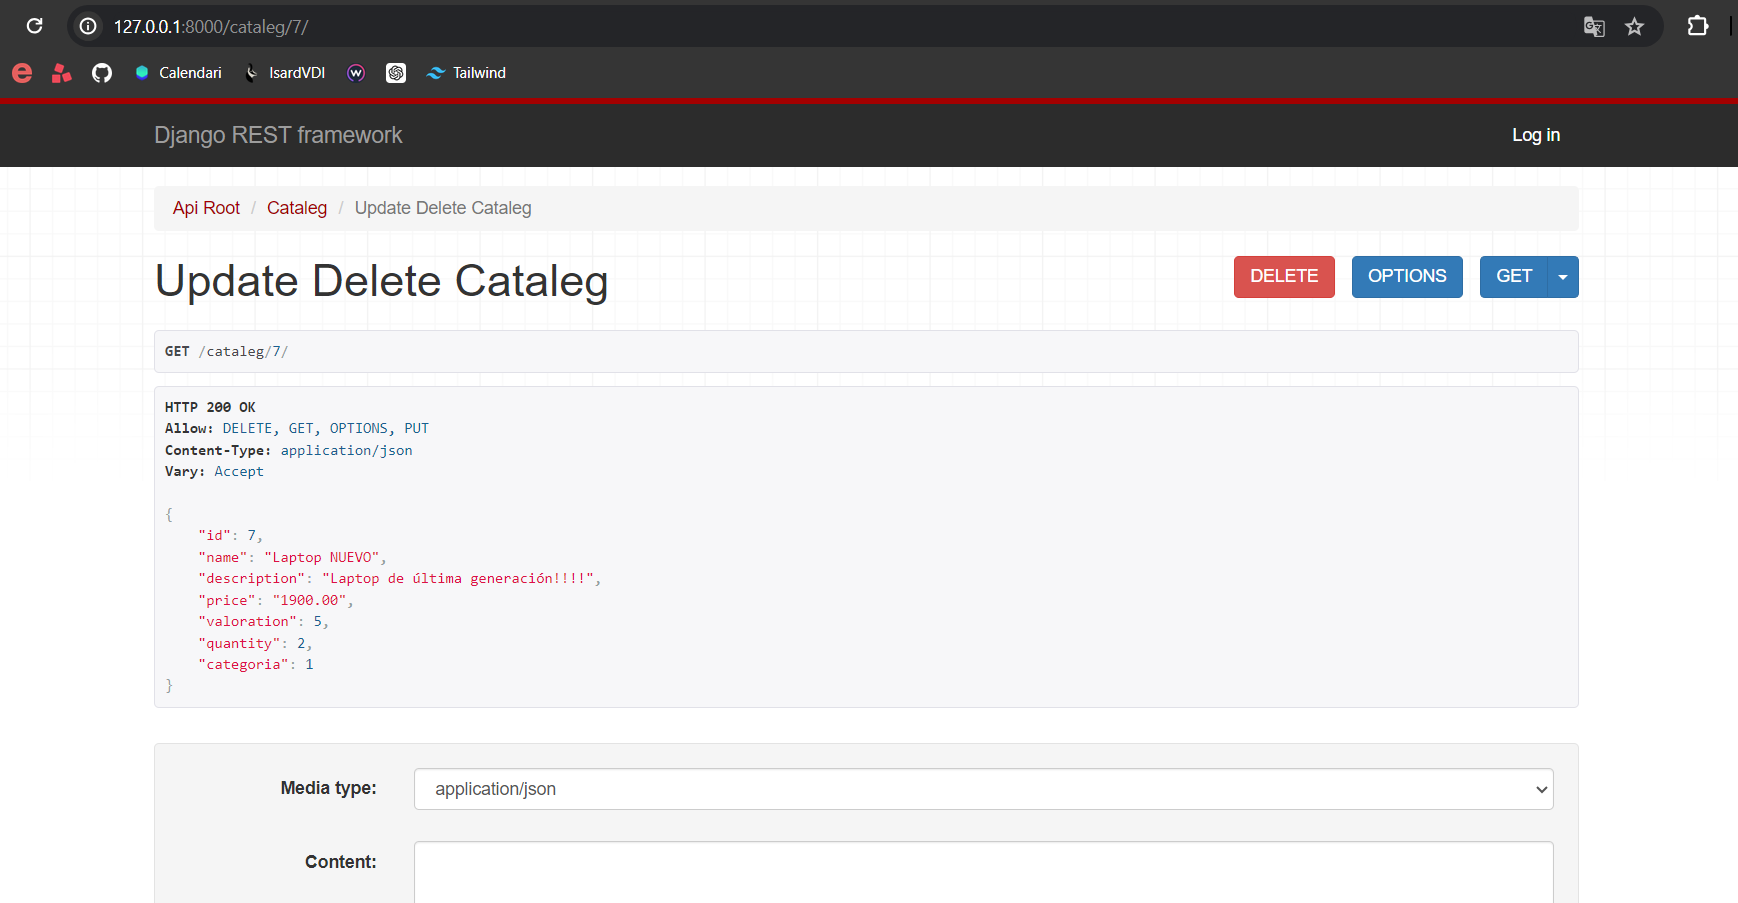 127.0.0.1:8000/cataleg/7/
Calendari IsardVDI Tailwind
Django REST framework Log in
Api Root / Cataleg / Update Delete Cataleg
Update Delete Cataleg DELETE OPTIONS GET
GET /cataleg/7/
HTTP 200 OK
Allow: DELETE, GET, OPTIONS, PUT
Content-Type: application/json
Vary: Accept
{
"id": 7,
"name": "Laptop NUEVO",
"description": "Laptop de última generación!!!!",
"price": "1900.00",
"valoration": 5,
"quantity": 2,
"categoria": 1
}
Media type: application/json
Content: